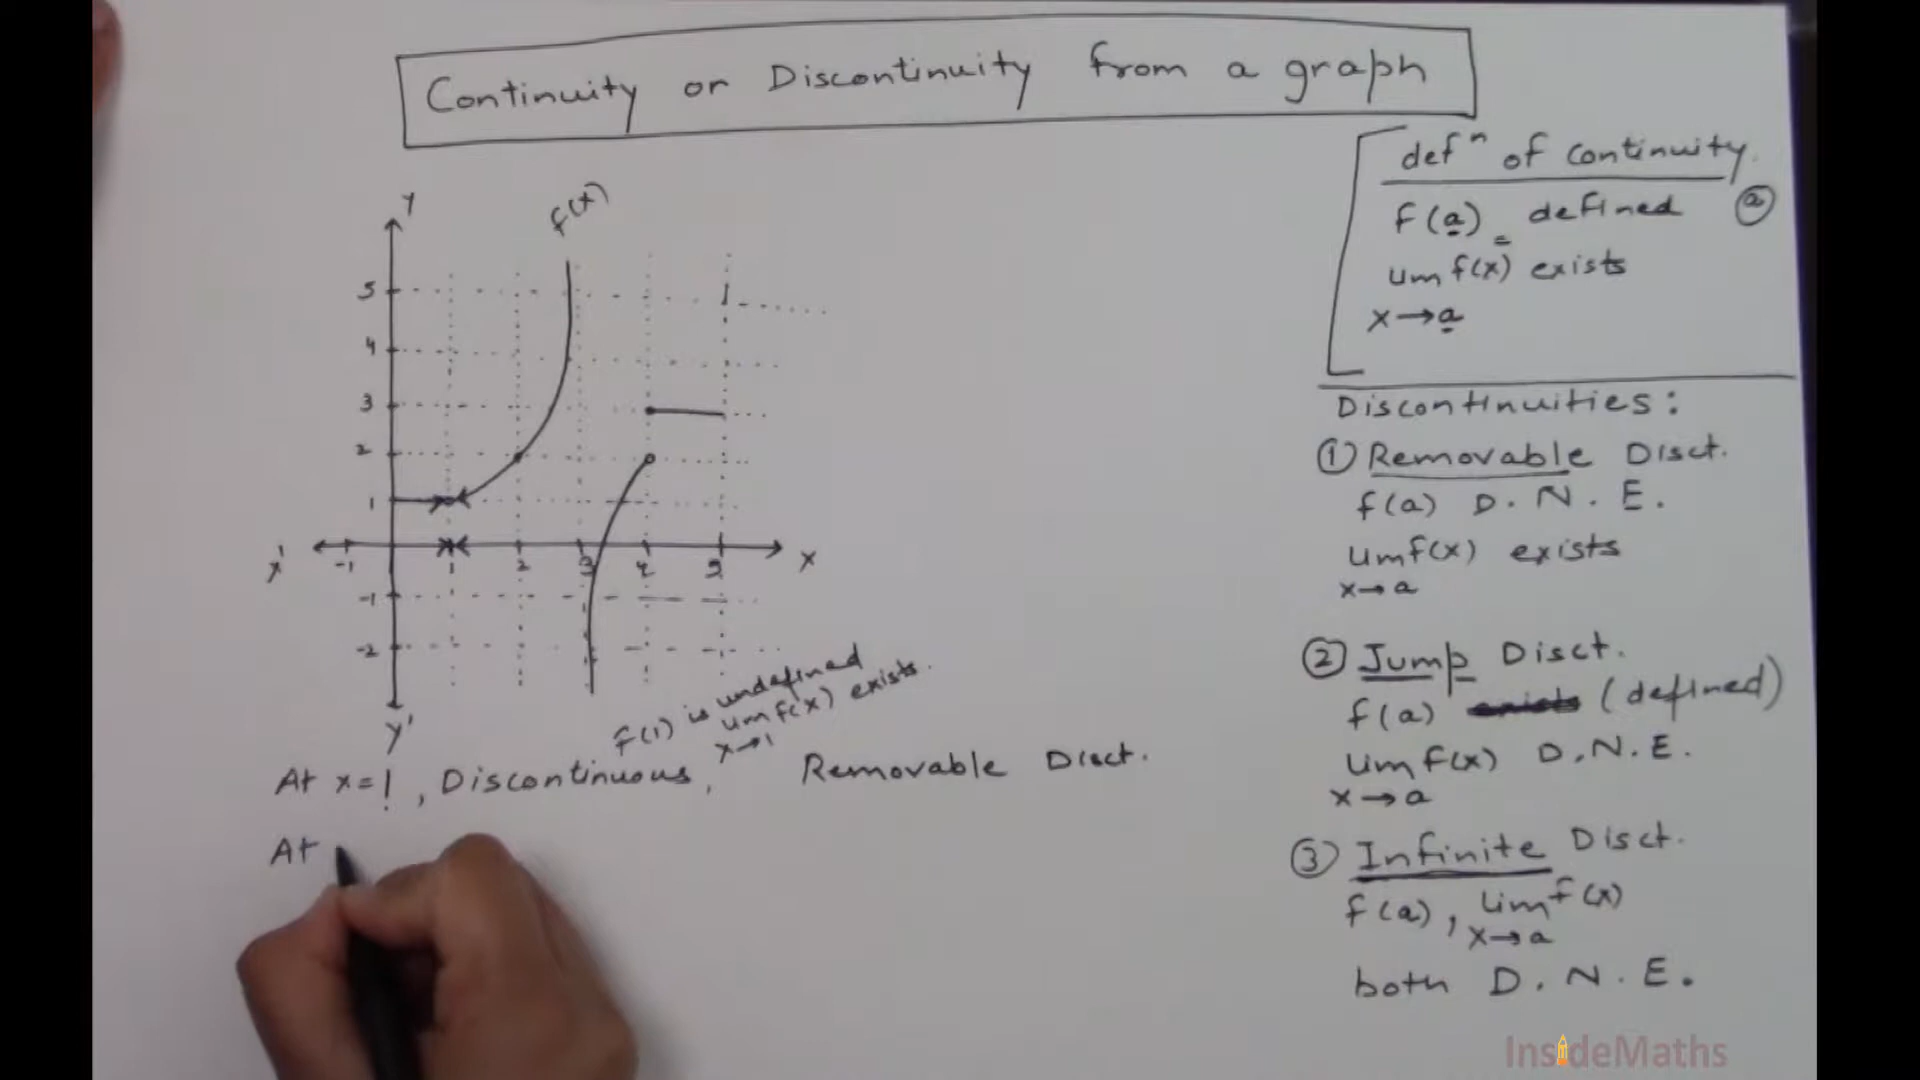 Continuity or Discontinuity from a graph
defⁿ of continuity
f(a) defined ⓐ
lim f(x) exists
x→a
Discontinuities:
① Removable Disct.
f(a) D.N.E.
lim f(x) exists
x→a
② Jump Disct.
f(a) (defined)
lim f(x) D.N.E.
x→a
③ Infinite Disct.
f(a), lim f(x)
x→a
both D.N.E.
Y
f(x)
5
4
3
2
1
X' -1 1 2 3 4 5 X
-1
-2
Y'
f(1) is undefined
lim f(x) exists.
x→1
At x=1, Discontinuous, Removable Disct.
At
InsideMaths